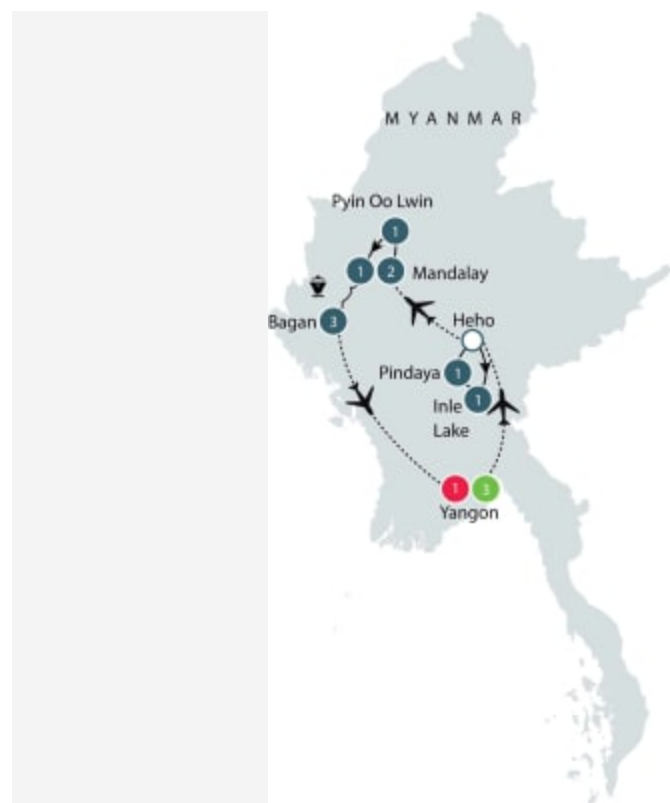 MYANMAR
Pyin Oo Lwin
1
1
2
Mandalay
Bagan
3
Heho
Pindaya
1
Inle
Lake
1
1
3
Yangon